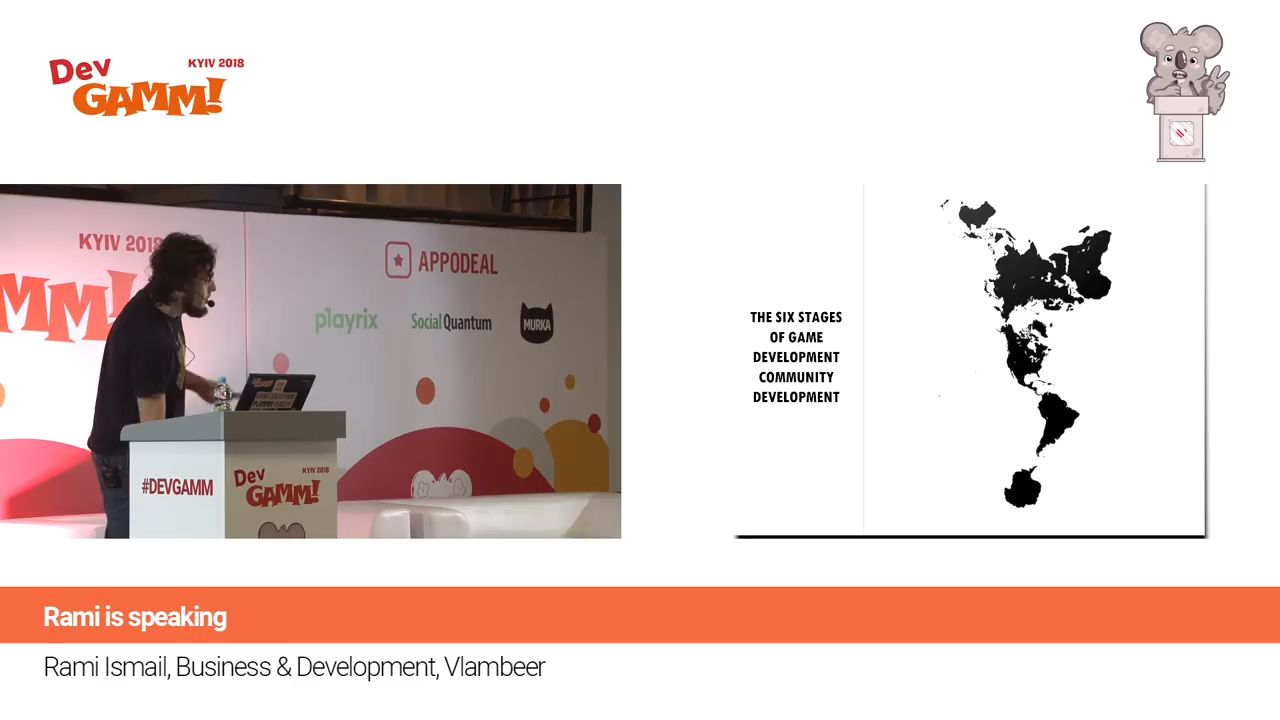 Dev
KYIV 2018
GAMM!
KYIV 2018
MM!
APPODEAL
playrix
Social Quantum
MURKA
#DEVGAMM
Dev
KYIV 2018
GAMM!
THE SIX STAGES
OF GAME
DEVELOPMENT
COMMUNITY
DEVELOPMENT
Rami is speaking
Rami Ismail, Business & Development, Vlambeer